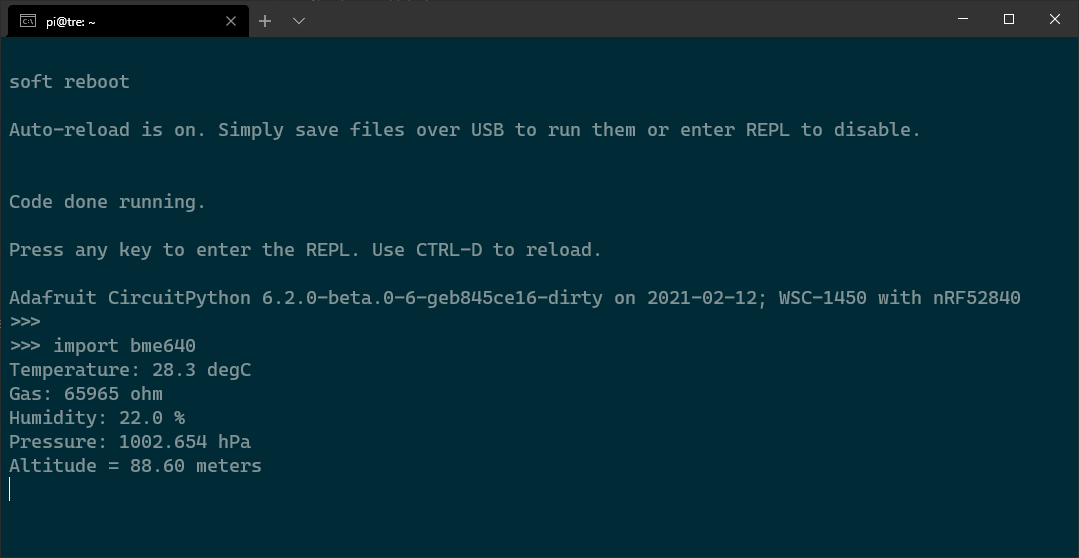 pi@tre: ~
soft reboot
Auto-reload is on. Simply save files over USB to run them or enter REPL to disable.
Code done running.
Press any key to enter the REPL. Use CTRL-D to reload.
Adafruit CircuitPython 6.2.0-beta.0-6-geb845ce16-dirty on 2021-02-12; WSC-1450 with nRF52840
>>>
>>> import bme640
Temperature: 28.3 degC
Gas: 65965 ohm
Humidity: 22.0 %
Pressure: 1002.654 hPa
Altitude = 88.60 meters